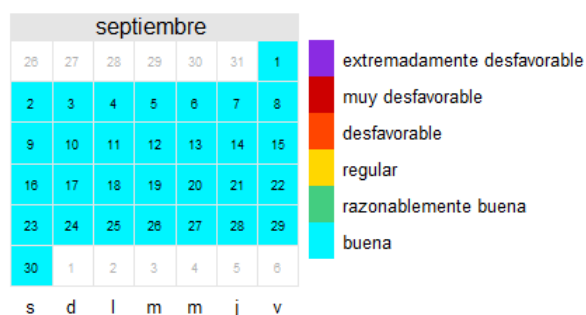 septiembre
26 27 28 29 30 31 1
2 3 4 5 6 7 8
9 10 11 12 13 14 15
16 17 18 19 20 21 22
23 24 25 26 27 28 29
30 1 2 3 4 5 6
s d l m m j v
extremadamente desfavorable
muy desfavorable
desfavorable
regular
razonablemente buena
buena